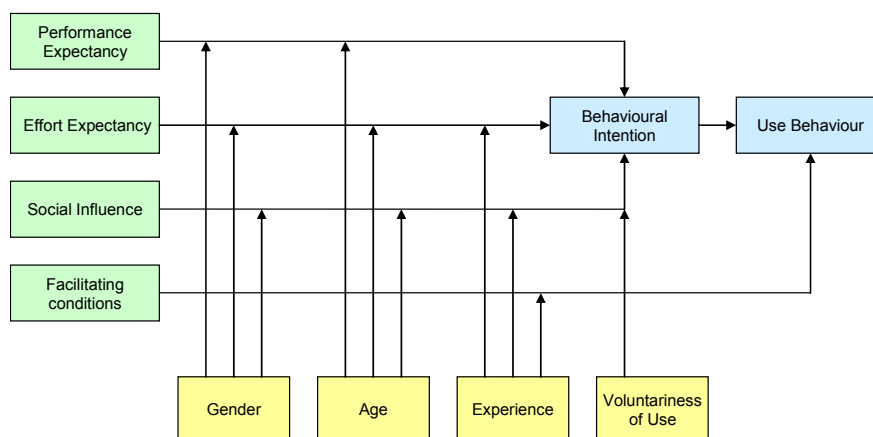 Performance
Expectancy
Effort Expectancy
Behavioural
Intention
Use Behaviour
Social Influence
Facilitating
conditions
Gender
Age
Experience
Voluntariness
of Use